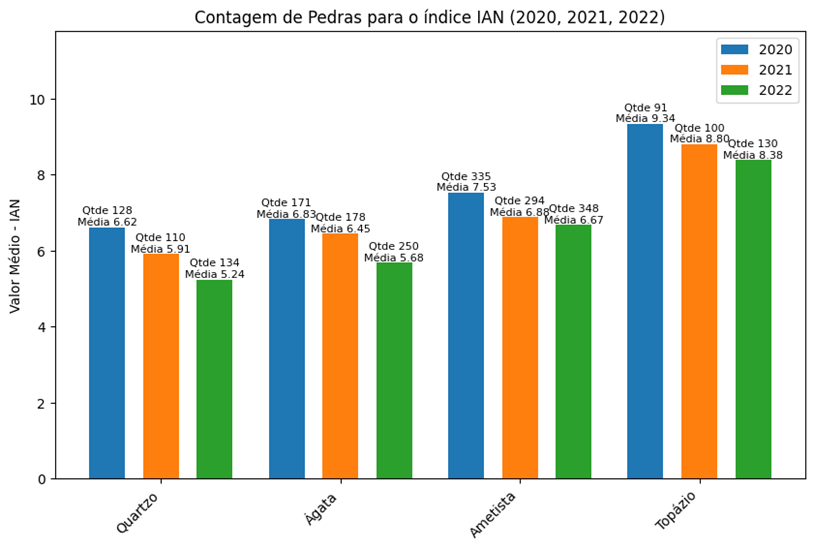 Contagem de Pedras para o índice IAN (2020, 2021, 2022)
2020
2021
2022
Valor Médio - IAN
10
8
6
4
2
0
Qtde 128
Média 6.62
Qtde 110
Média 5.91
Qtde 134
Média 5.24
Qtde 171
Média 6.83
Qtde 178
Média 6.45
Qtde 250
Média 5.68
Qtde 335
Média 7.53
Qtde 294
Média 6.88
Qtde 348
Média 6.67
Qtde 91
Média 9.34
Qtde 100
Média 8.80
Qtde 130
Média 8.38
Quartzo
Ágata
Ametista
Topázio